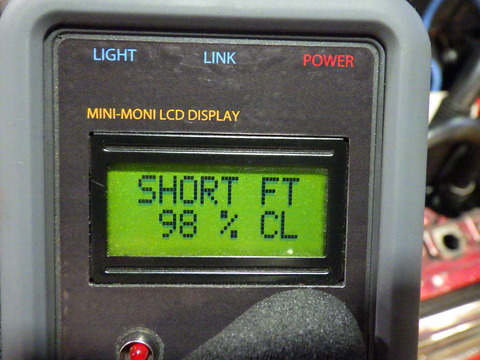 LIGHT LINK POWER
MINI-MONI LCD DISPLAY
SHORT FT
98 % CL